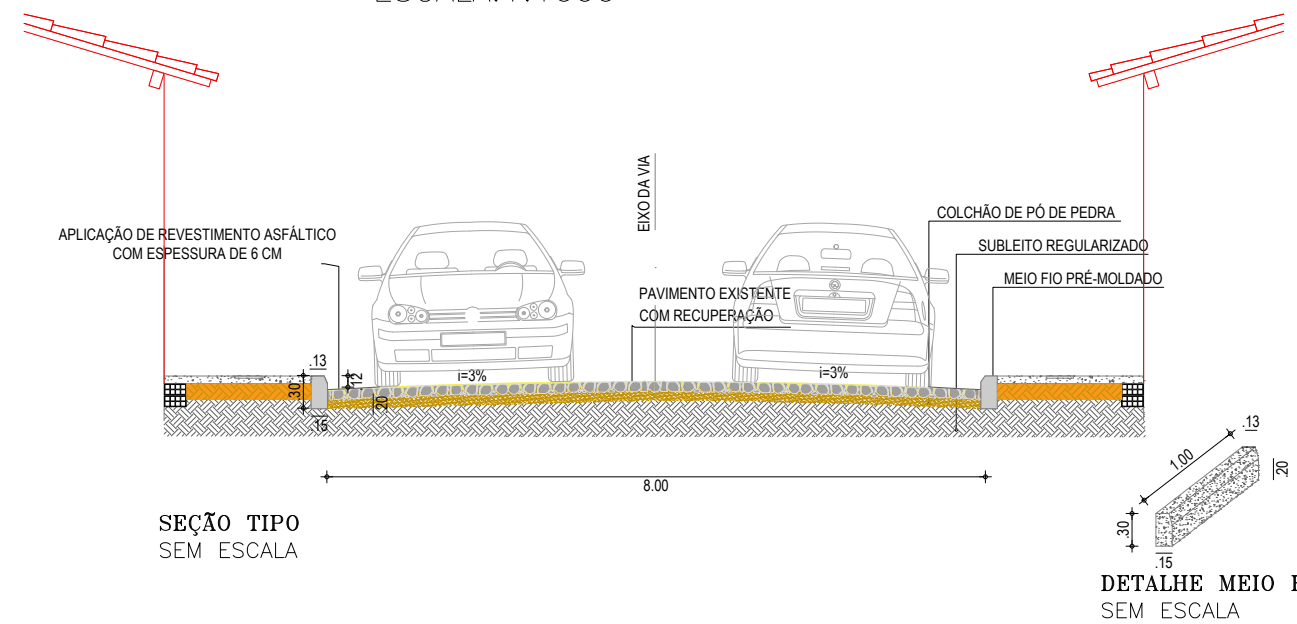 EIXO DA VIA
APLICAÇÃO DE REVESTIMENTO ASFÁLTICO
COM ESPESSURA DE 6 CM
COLCHÃO DE PÓ DE PEDRA
SUBLEITO REGULARIZADO
MEIO FIO PRÉ-MOLDADO
PAVIMENTO EXISTENTE
COM RECUPERAÇÃO
.13
.12
i=3%
i=3%
.30
.20
.15
8.00
SEÇÃO TIPO
SEM ESCALA
.13
1.00
.20
.30
.15
DETALHE MEIO
SEM ESCALA